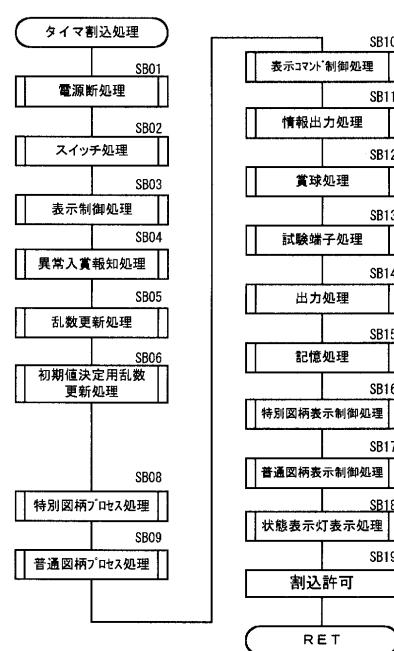 タイマ割込処理
SB01
電源断処理
SB02
スイッチ処理
SB03
表示制御処理
SB04
異常入賞報知処理
SB05
乱数更新処理
SB06
初期値決定用乱数
更新処理
SB08
特別図柄プロセス処理
SB09
普通図柄プロセス処理
SB10
表示コマンド制御処理
SB11
情報出力処理
SB12
賞球処理
SB13
試験端子処理
SB14
出力処理
SB15
記憶処理
SB16
特別図柄表示制御処理
SB17
普通図柄表示制御処理
SB18
状態表示灯表示処理
SB19
割込許可
RET